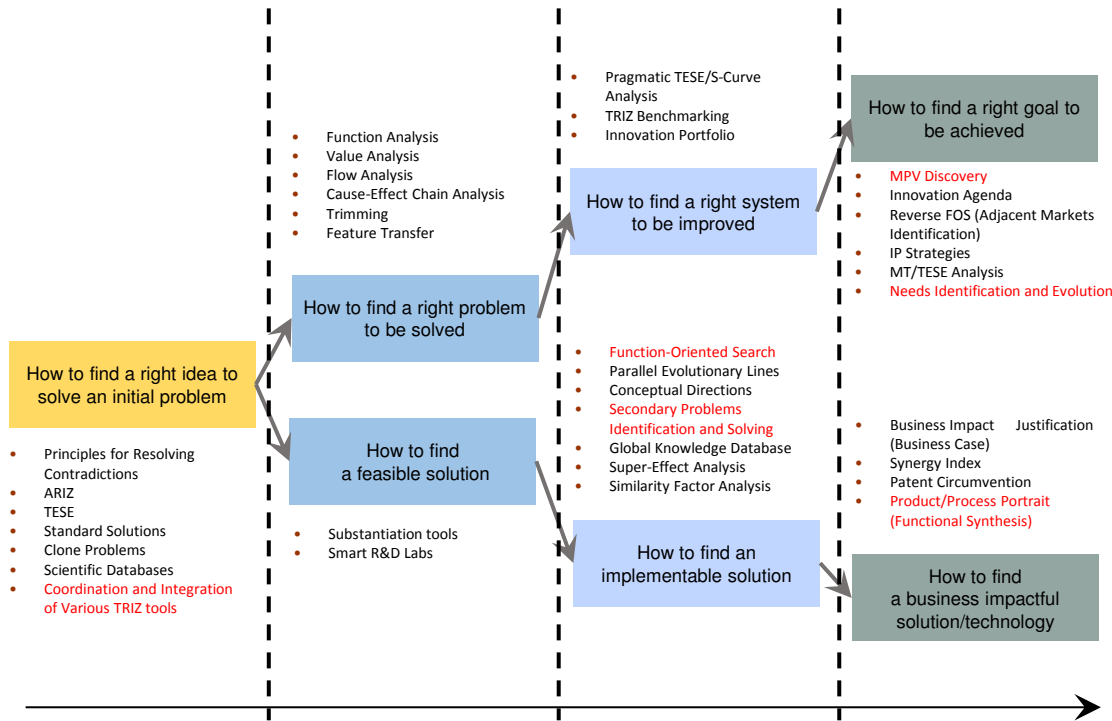 How to find a right idea to
solve an initial problem
• Principles for Resolving
Contradictions
• ARIZ
• TESE
• Standard Solutions
• Clone Problems
• Scientific Databases
• Coordination and Integration
of Various TRIZ tools
• Function Analysis
• Value Analysis
• Flow Analysis
• Cause-Effect Chain Analysis
• Trimming
• Feature Transfer
How to find a right problem
to be solved
How to find
a feasible solution
• Substantiation tools
• Smart R&D Labs
• Pragmatic TESE/S-Curve
Analysis
• TRIZ Benchmarking
• Innovation Portfolio
How to find a right system
to be improved
• Function-Oriented Search
• Parallel Evolutionary Lines
• Conceptual Directions
• Secondary Problems
Identification and Solving
• Global Knowledge Database
• Super-Effect Analysis
• Similarity Factor Analysis
How to find an
implementable solution
How to find a right goal to
be achieved
• MPV Discovery
• Innovation Agenda
• Reverse FOS (Adjacent Markets
Identification)
• IP Strategies
• MT/TESE Analysis
• Needs Identification and Evolution
• Business Impact Justification
(Business Case)
• Synergy Index
• Patent Circumvention
• Product/Process Portrait
(Functional Synthesis)
How to find
a business impactful
solution/technology